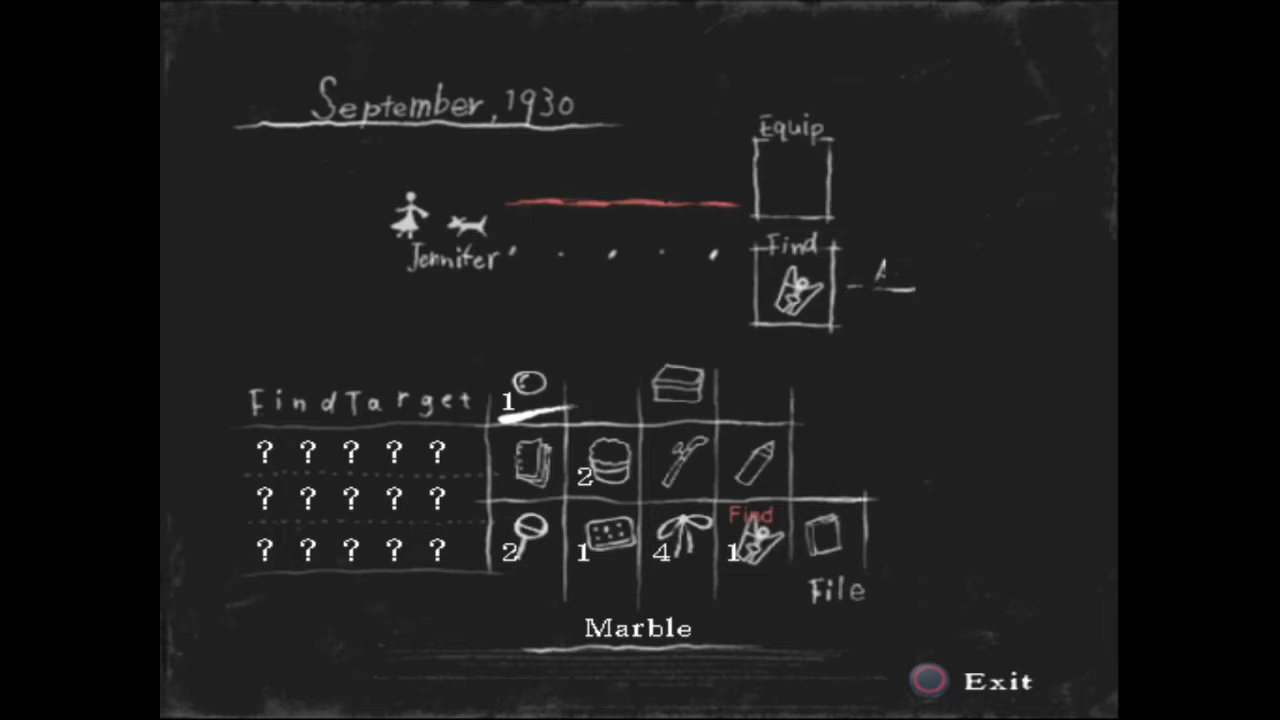 September, 1930
Equip
Jennifer
Find
FindTarget
1
? ? ? ? ?
2
? ? ? ? ?
Find
? ? ? ? ?
2
1
4
1
File
Marble
Exit